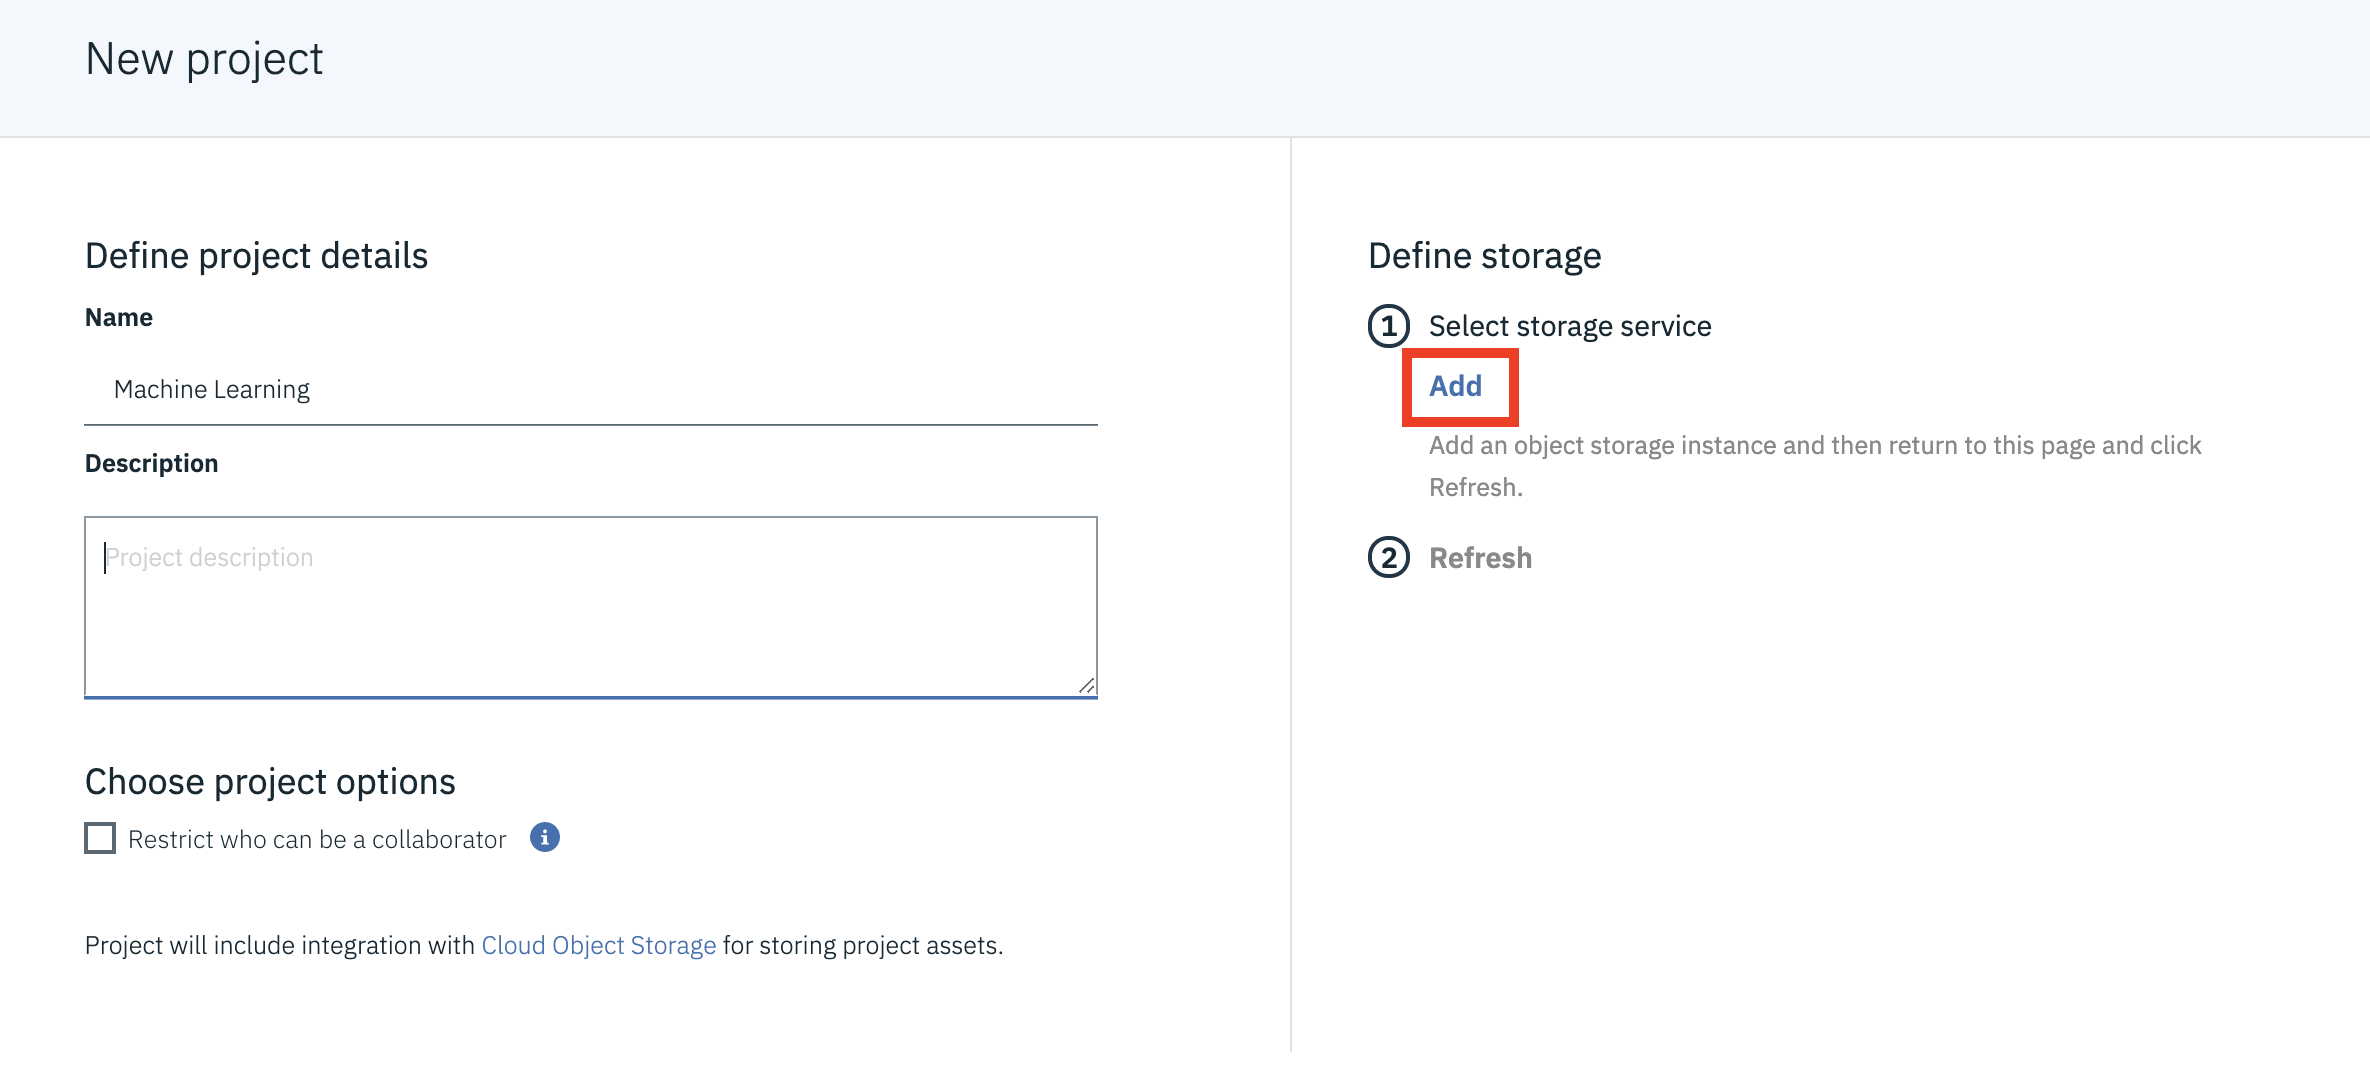 New project
Define project details
Name
Machine Learning
Description
Project description
Choose project options
Restrict who can be a collaborator
Project will include integration with Cloud Object Storage for storing project assets.
Define storage
1 Select storage service
Add
Add an object storage instance and then return to this page and click
Refresh.
2 Refresh